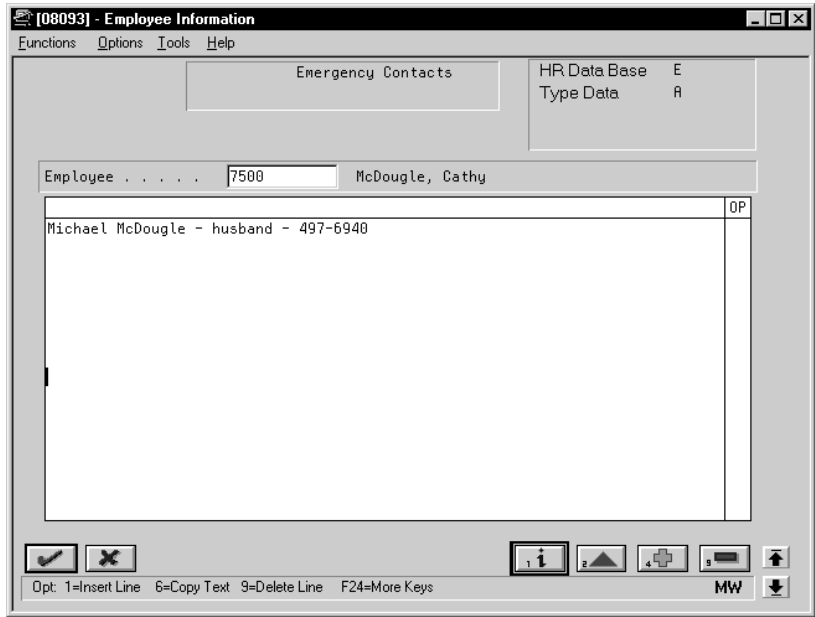 [08093] - Employee Information
Functions Options Tools Help
Emergency Contacts
HR Data Base E
Type Data A
Employee . . . . . 7500 McDougle, Cathy
OP
Michael McDougle - husband - 497-6940
1 i 2 4 9
Opt: 1=Insert Line 6=Copy Text 9=Delete Line F24=More Keys MW